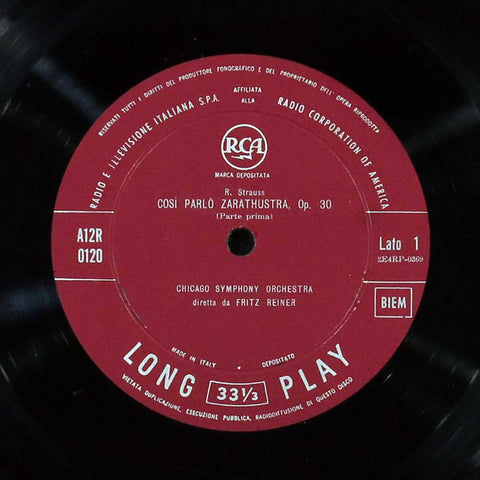 RISERVATI TUTTI I DIRITTI DEL PRODUTTORE FONOGRAFICO E DEL PROPRIETARIO DELL'OPERA RIPRODOTTA
RADIO E TELEVISIONE ITALIANA S.P.A.
AFFILIATA
ALLA
RADIO CORPORATION OF AMERICA
RCA
MARCA DEPOSITATA
R. Strauss
COSÌ PARLÒ ZARATHUSTRA, Op. 30
(Parte prima)
A12R
0120
Lato 1
2E4RP-0369
CHICAGO SYMPHONY ORCHESTRA
diretta da FRITZ REINER
BIEM
MADE IN ITALY
DEPOSITATO
LONG 33 1/3 PLAY
VIETATA DUPLICAZIONE, ESECUZIONE PUBBLICA, RADIODIFFUSIONE DI QUESTO DISCO